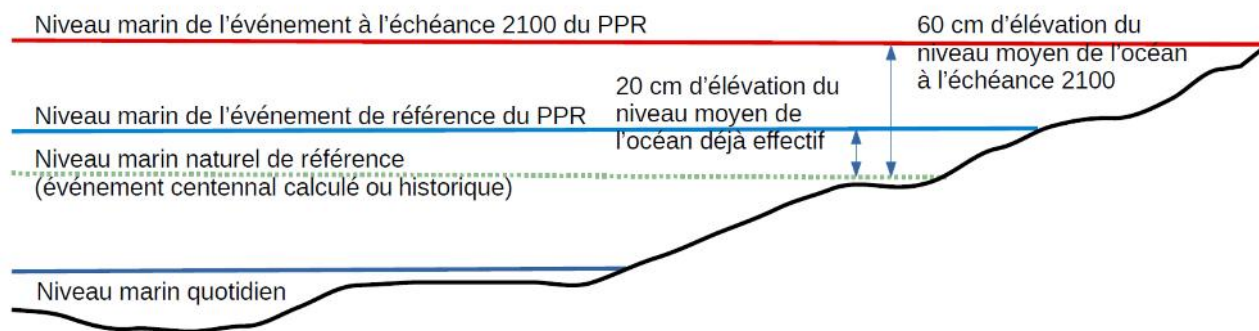 Niveau marin de l'événement à l'échéance 2100 du PPR
60 cm d'élévation du
niveau moyen de l'océan
à l'échéance 2100
20 cm d'élévation du
niveau moyen de
l'océan déjà effectif
Niveau marin de l'événement de référence du PPR
Niveau marin naturel de référence
(événement centennal calculé ou historique)
Niveau marin quotidien